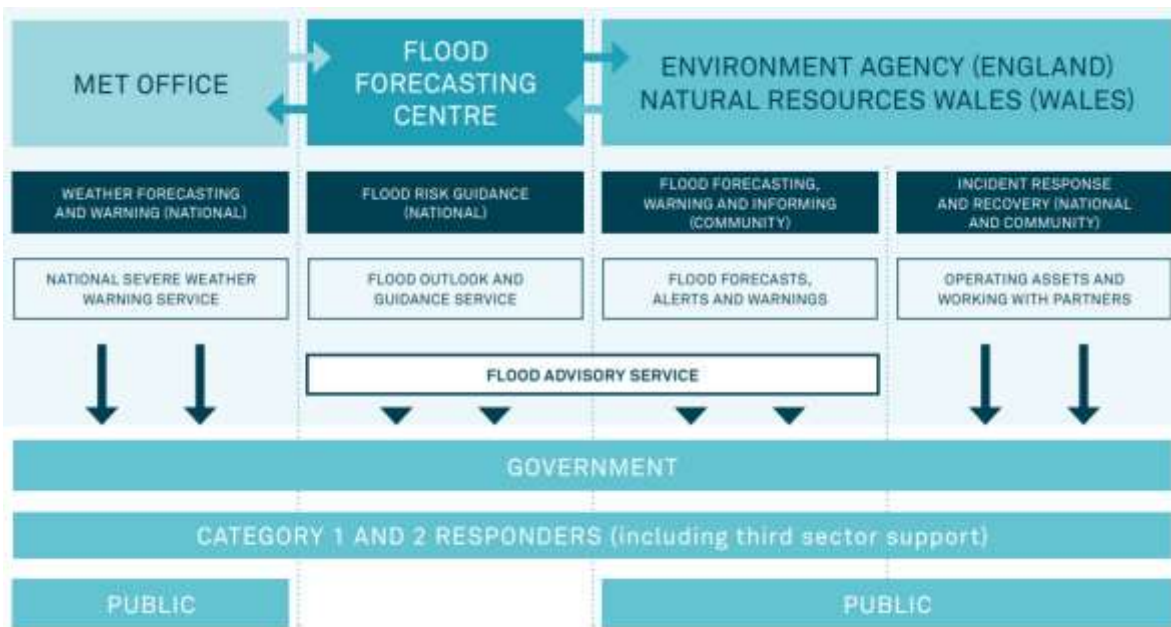 MET OFFICE
FLOOD
FORECASTING
CENTRE
ENVIRONMENT AGENCY (ENGLAND)
NATURAL RESOURCES WALES (WALES)
WEATHER FORECASTING
AND WARNING (NATIONAL)
FLOOD RISK GUIDANCE
(NATIONAL)
FLOOD FORECASTING,
WARNING AND INFORMING
(COMMUNITY)
INCIDENT RESPONSE
AND RECOVERY (NATIONAL
AND COMMUNITY)
NATIONAL SEVERE WEATHER
WARNING SERVICE
FLOOD OUTLOOK AND
GUIDANCE SERVICE
FLOOD FORECASTS,
ALERTS AND WARNINGS
OPERATING ASSETS AND
WORKING WITH PARTNERS
FLOOD ADVISORY SERVICE
GOVERNMENT
CATEGORY 1 AND 2 RESPONDERS (including third sector support)
PUBLIC
PUBLIC